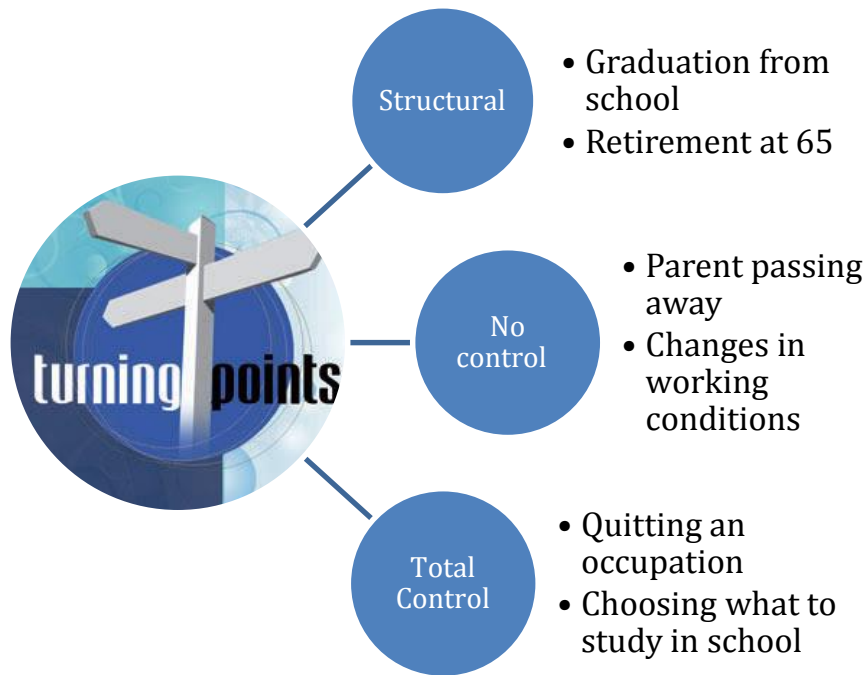 turning points
Structural
• Graduation from
school
• Retirement at 65
No
control
• Parent passing
away
• Changes in
working
conditions
Total
Control
• Quitting an
occupation
• Choosing what to
study in school